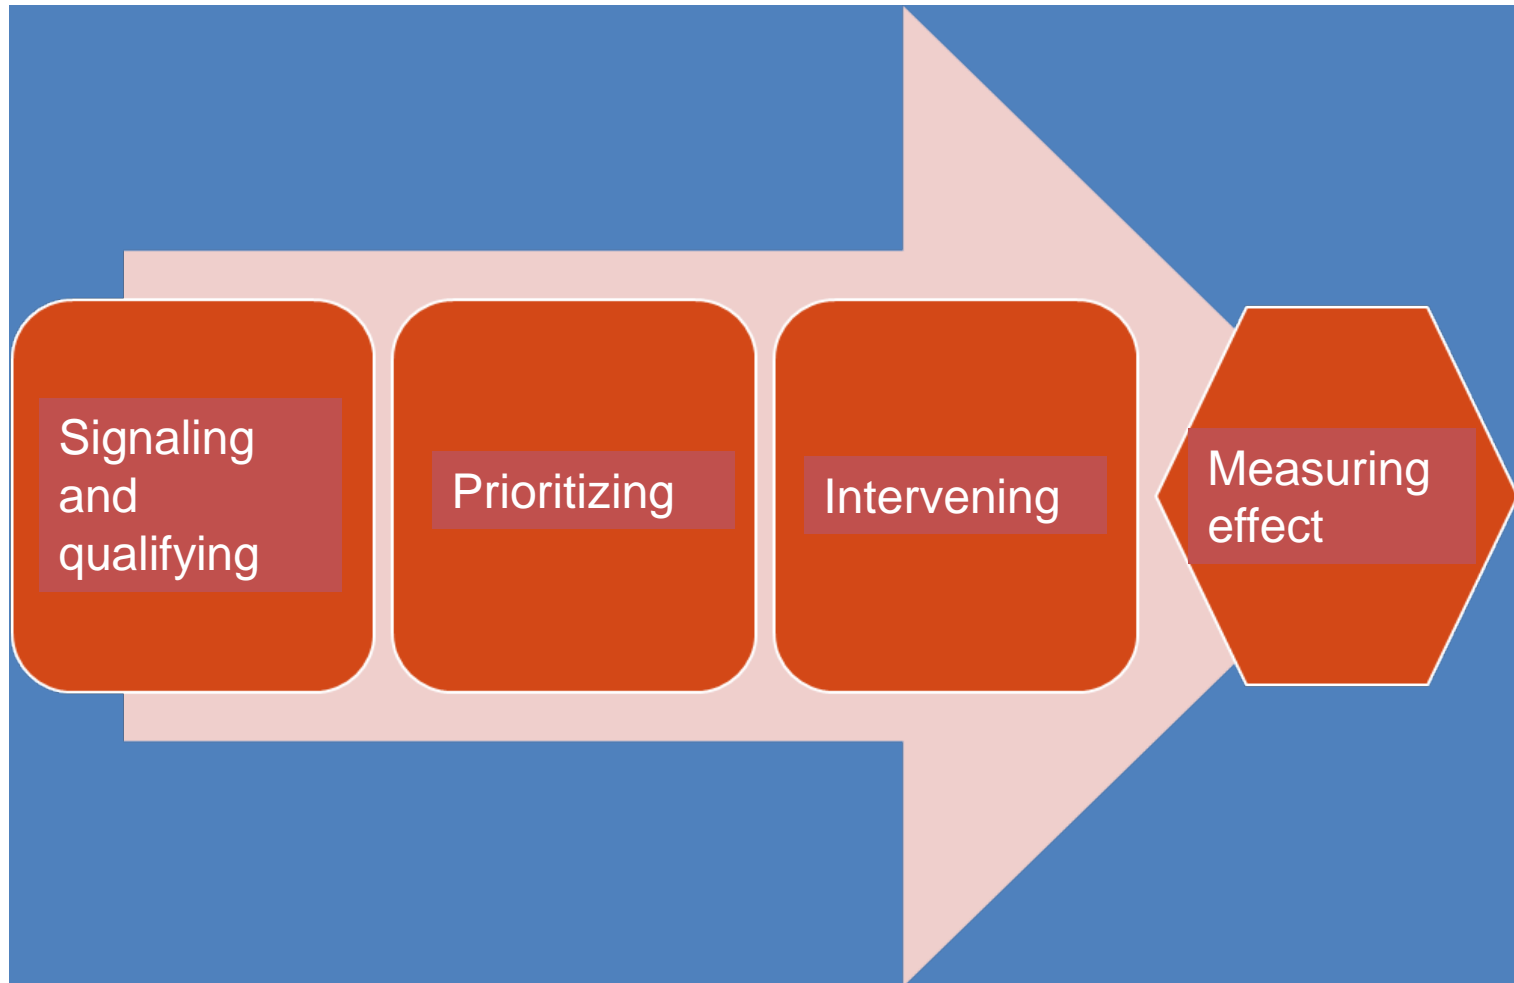 Signaling
and
qualifying
Prioritizing
Intervening
Measuring
effect